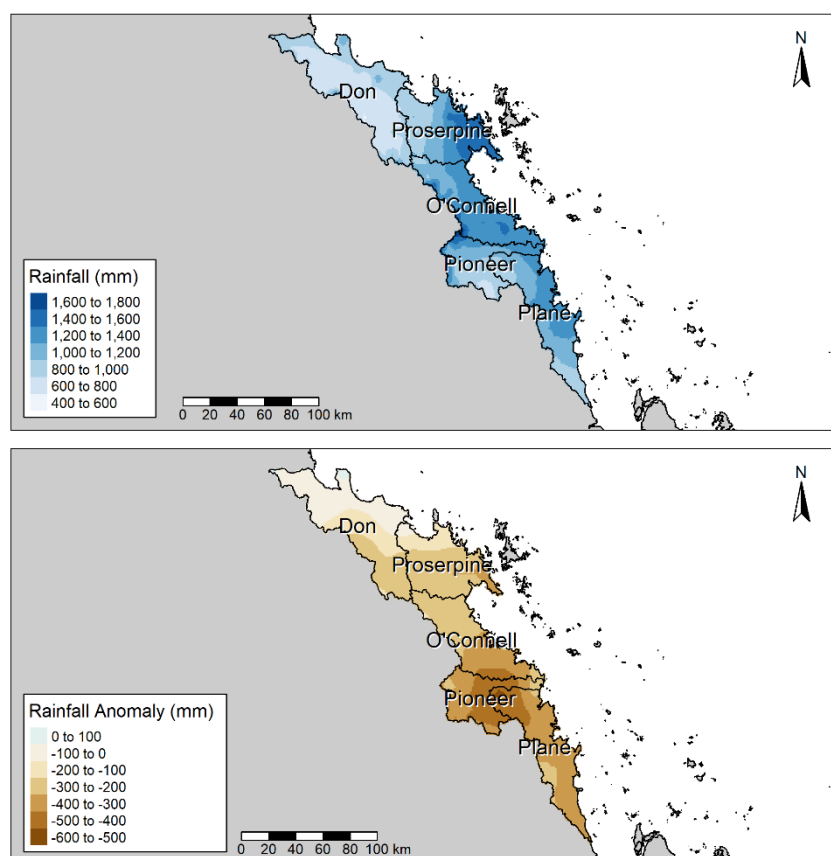 N
Don
Proserpine
O'Connell
Pioneer
Plane
Rainfall (mm)
1,600 to 1,800
1,400 to 1,600
1,200 to 1,400
1,000 to 1,200
800 to 1,000
600 to 800
400 to 600
0 20 40 60 80 100 km
N
Don
Proserpine
O'Connell
Pioneer
Plane
Rainfall Anomaly (mm)
0 to 100
-100 to 0
-200 to -100
-300 to -200
-400 to -300
-500 to -400
-600 to -500
0 20 40 60 80 100 km